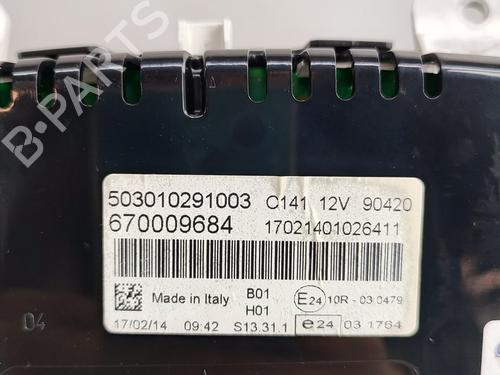 B-PARTS
503010291003 C141 12V 90420
670009684 17021401026411
Made in Italy B01 H01 E24 10R - 03 0479
17/02/14 09:42 S13.31.1 e24 03 1764
04